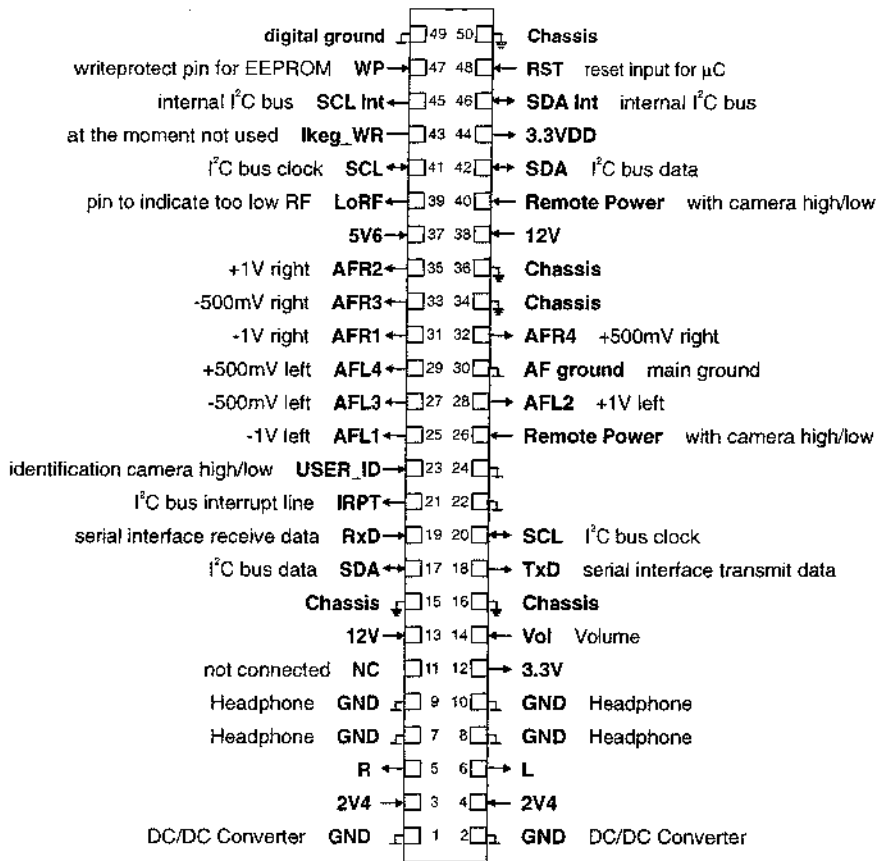 digital ground 49 50 Chassis
writeprotect pin for EEPROM WP 47 48 RST reset input for µC
internal I²C bus SCL Int 45 46 SDA Int internal I²C bus
at the moment not used Ikeg_WR 43 44 3.3VDD
I²C bus clock SCL 41 42 SDA I²C bus data
pin to indicate too low RF LoRF 39 40 Remote Power with camera high/low
5V6 37 38 12V
+1V right AFR2 35 36 Chassis
-500mV right AFR3 33 34 Chassis
-1V right AFR1 31 32 AFR4 +500mV right
+500mV left AFL4 29 30 AF ground main ground
-500mV left AFL3 27 28 AFL2 +1V left
-1V left AFL1 25 26 Remote Power with camera high/low
identification camera high/low USER_ID 23 24
I²C bus interrupt line IRPT 21 22
serial interface receive data RxD 19 20 SCL I²C bus clock
I²C bus data SDA 17 18 TxD serial interface transmit data
Chassis 15 16 Chassis
12V 13 14 Vol Volume
not connected NC 11 12 3.3V
Headphone GND 9 10 GND Headphone
Headphone GND 7 8 GND Headphone
R 5 6 L
2V4 3 4 2V4
DC/DC Converter GND 1 2 GND DC/DC Converter